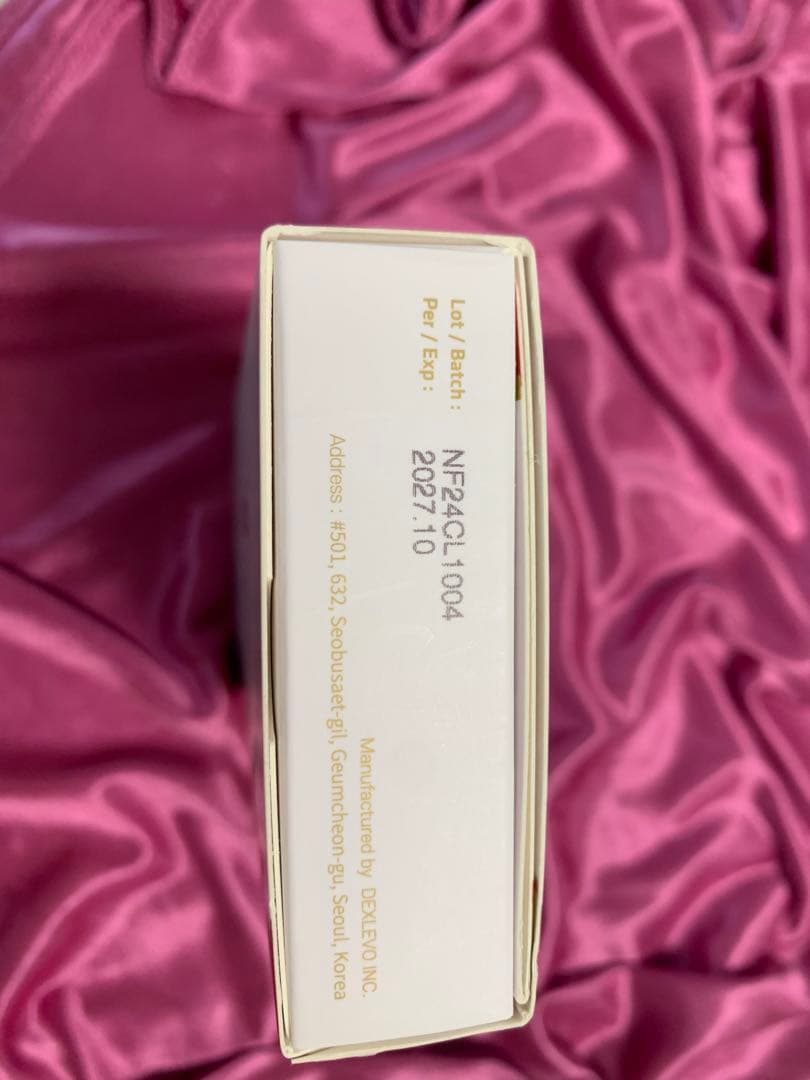 Lot / Batch : NF24CL1004
Per / Exp : 2027.10
Manufactured by DEXLEVO INC.
Address : #501, 632, Seobusaet-gil, Geumcheon-gu, Seoul, Korea